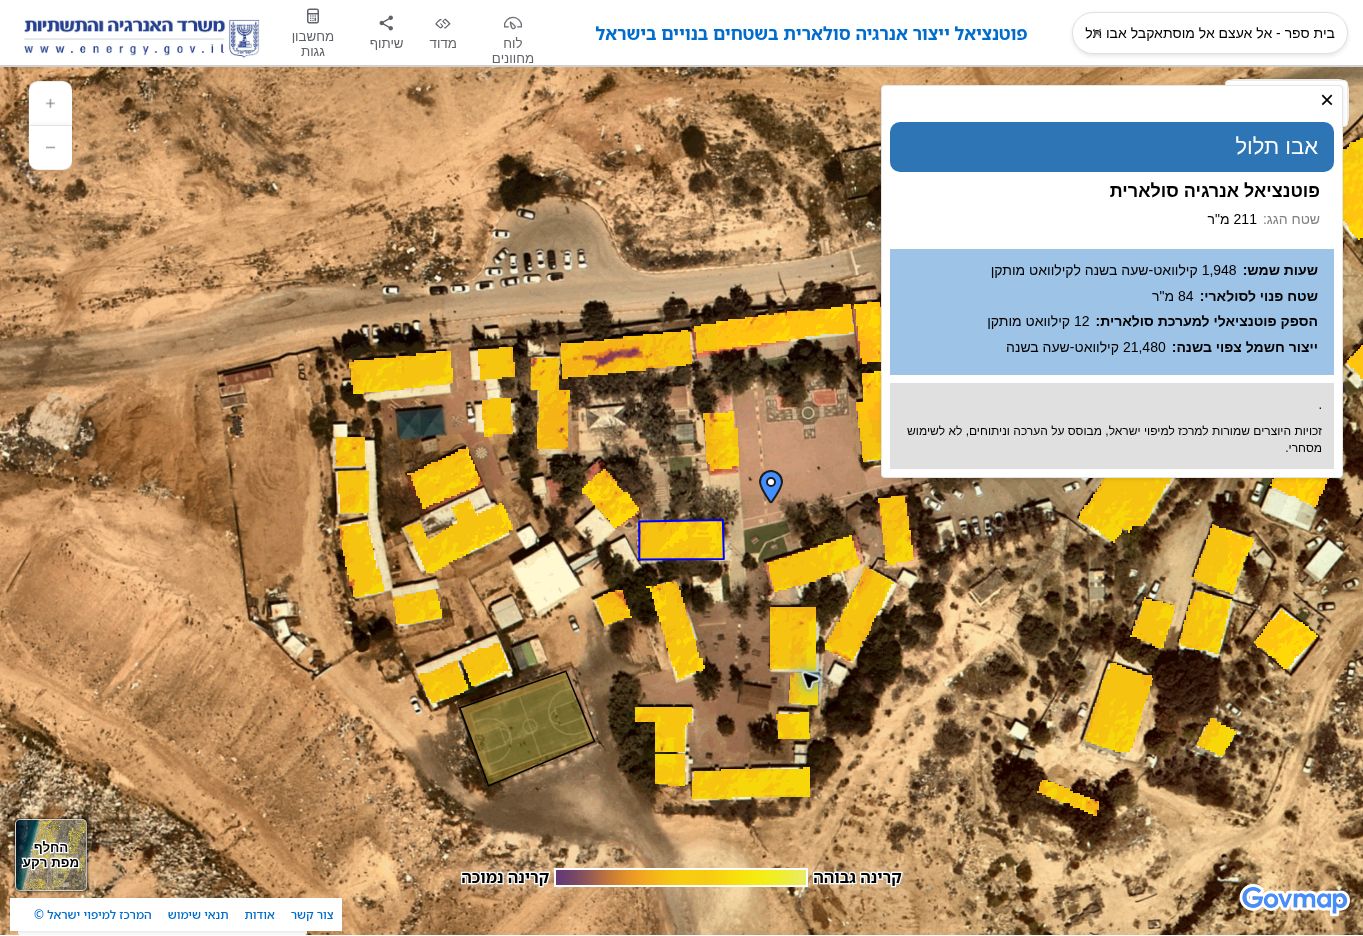 בית ספר - אל אעצם אל מוסתאקבל אבו תל
פוטנציאל ייצור אנרגיה סולארית בשטחים בנויים בישראל
לוח
מחוונים
מדוד
שיתוף
מחשבון
גגות
משרד האנרגיה והתשתיות
www.energy.gov.il
+
−
×
אבו תלול
פוטנציאל אנרגיה סולארית
שטח הגג: 211 מ"ר
שעות שמש: 1,948 קילוואט-שעה בשנה לקילוואט מותקן
שטח פנוי לסולארי: 84 מ"ר
הספק פוטנציאלי למערכת סולארית: 12 קילוואט מותקן
ייצור חשמל צפוי בשנה: 21,480 קילוואט-שעה בשנה
.
זכויות היוצרים שמורות למרכז למיפוי ישראל, מבוסס על הערכה וניתוחים, לא לשימוש
מסחרי.
החלף
מפת רקע
קרינה גבוהה
קרינה נמוכה
צור קשר אודות תנאי שימוש המרכז למיפוי ישראל ©
Govmap